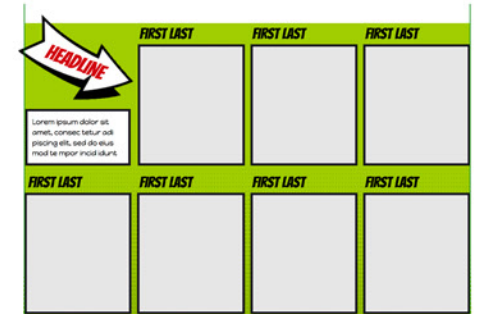 FIRST LAST FIRST LAST FIRST LAST
HEADLINE
Lorem ipsum dolor sit
amet, consec tetur adi
piscing elit, sed do eius
mod te mpor incid idunt
FIRST LAST FIRST LAST FIRST LAST FIRST LAST